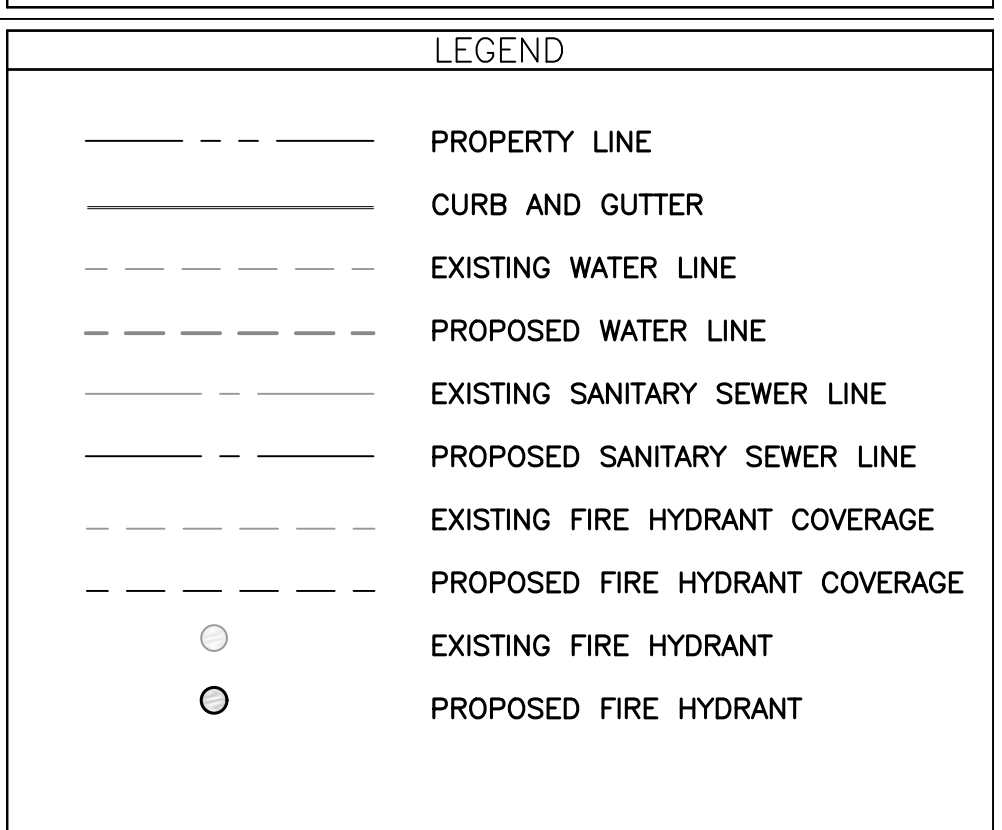 LEGEND
PROPERTY LINE
CURB AND GUTTER
EXISTING WATER LINE
PROPOSED WATER LINE
EXISTING SANITARY SEWER LINE
PROPOSED SANITARY SEWER LINE
EXISTING FIRE HYDRANT COVERAGE
PROPOSED FIRE HYDRANT COVERAGE
EXISTING FIRE HYDRANT
PROPOSED FIRE HYDRANT